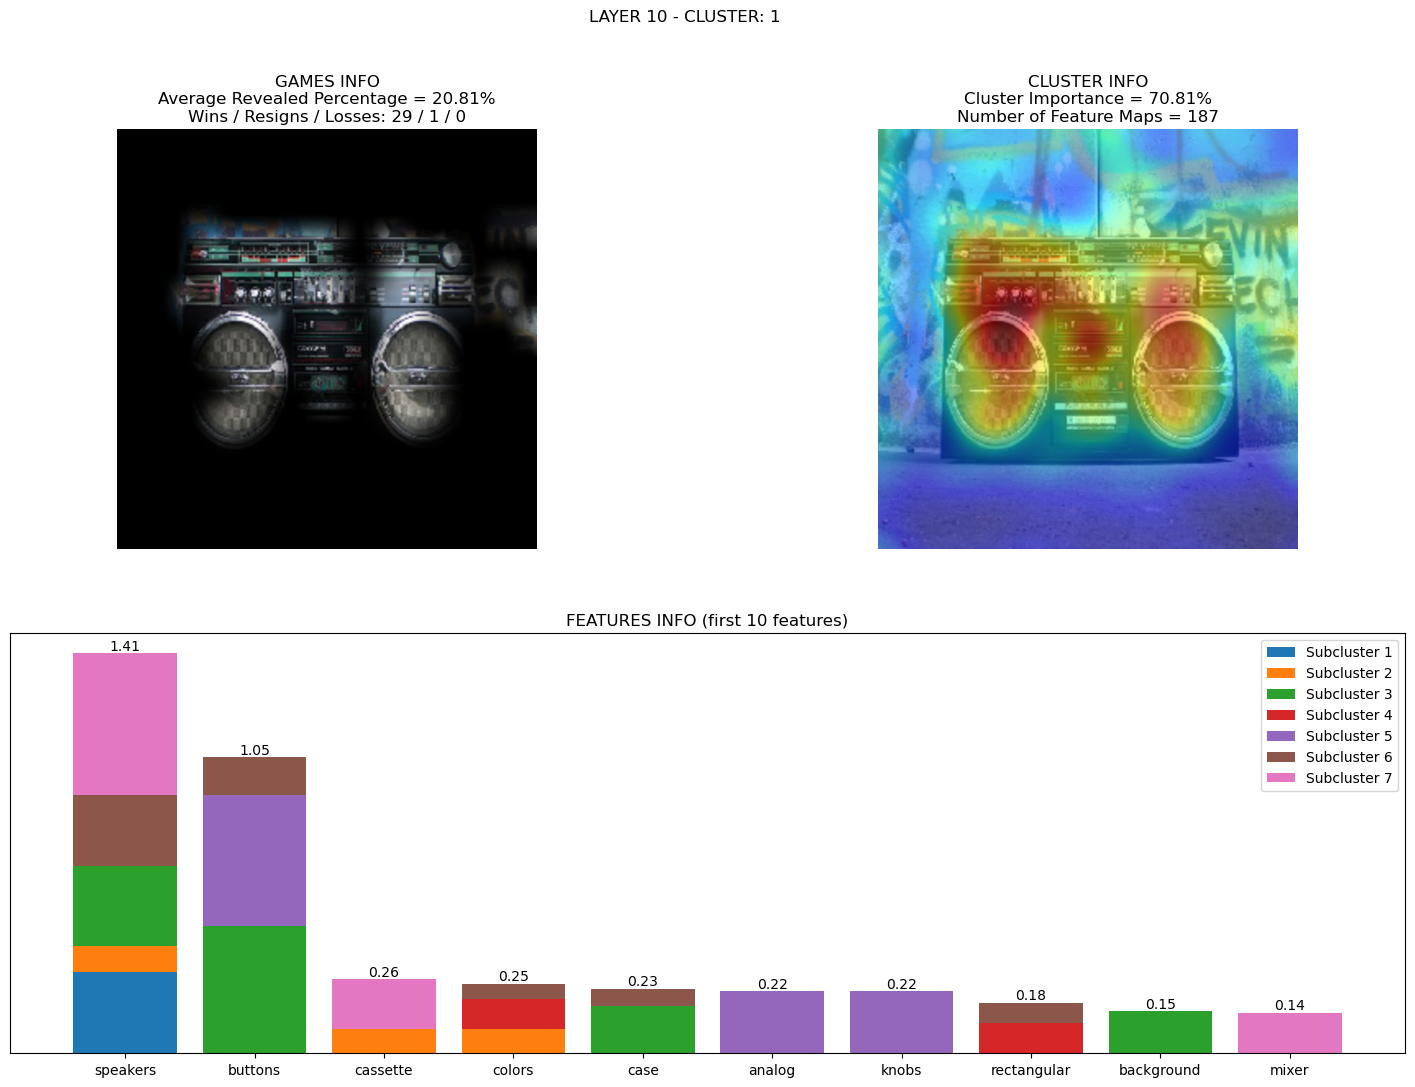 LAYER 10 - CLUSTER: 1
GAMES INFO
Average Revealed Percentage = 20.81%
Wins / Resigns / Losses: 29 / 1 / 0
CLUSTER INFO
Cluster Importance = 70.81%
Number of Feature Maps = 187
FEATURES INFO (first 10 features)
1.41
1.05
0.26
0.25
0.23
0.22
0.22
0.18
0.15
0.14
Subcluster 1
Subcluster 2
Subcluster 3
Subcluster 4
Subcluster 5
Subcluster 6
Subcluster 7
speakers
buttons
cassette
colors
case
analog
knobs
rectangular
background
mixer